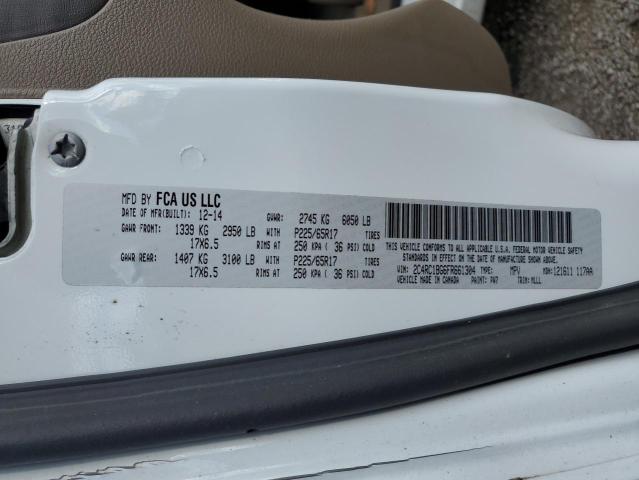 MFD BY FCA US LLC
DATE OF MFR(BUILT): 12-14 GVWR: 2745 KG 6050 LB
GAWR FRONT: 1339 KG 2950 LB WITH P225/65R17 TIRES
17X6.5 RIMS AT 250 KPA ( 36 PSI) COLD
GAWR REAR: 1407 KG 3100 LB WITH P225/65R17 TIRES
17X6.5 RIMS AT 250 KPA ( 36 PSI) COLD
THIS VEHICLE CONFORMS TO ALL APPLICABLE U.S.A. FEDERAL MOTOR VEHICLE SAFETY
STANDARDS IN EFFECT ON THE DATE OF MANUFACTURE SHOWN ABOVE.
VIN: 2C4RC1BG6FR661304 TYPE: MPV MDH: 121611 117AA
VEHICLE MADE IN CANADA PAINT: PW7 TRIM: MLLL